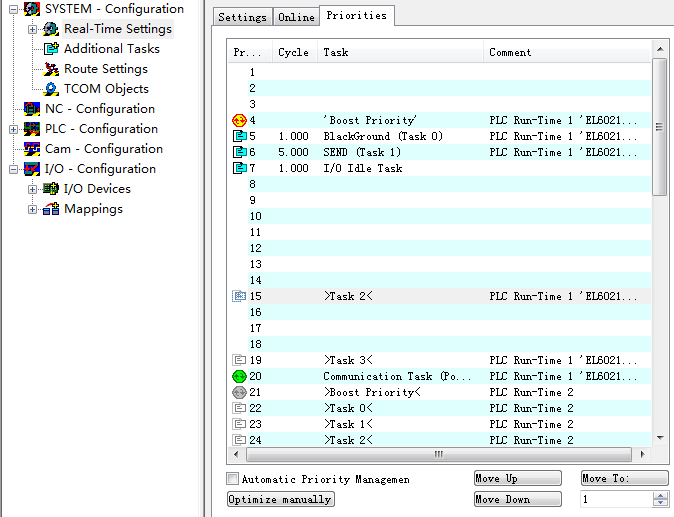 SYSTEM - Configuration
Real-Time Settings
Additional Tasks
Route Settings
TCOM Objects
NC - Configuration
PLC - Configuration
Cam - Configuration
I/O - Configuration
I/O Devices
Mappings
Settings Online Priorities
Pr... Cycle Task Comment
1
2
3
4 'Boost Priority' PLC Run-Time 1 'EL6021...
5 1.000 BlackGround (Task 0) PLC Run-Time 1 'EL6021...
6 5.000 SEND (Task 1) PLC Run-Time 1 'EL6021...
7 1.000 I/O Idle Task
8
9
10
11
12
13
14
15 >Task 2< PLC Run-Time 1 'EL6021...
16
17
18
19 >Task 3< PLC Run-Time 1 'EL6021...
20 Communication Task (Po... PLC Run-Time 1 'EL6021...
21 >Boost Priority< PLC Run-Time 2
22 >Task 0< PLC Run-Time 2
23 >Task 1< PLC Run-Time 2
24 >Task 2< PLC Run-Time 2
Automatic Priority Managemen Move Up Move To:
Optimize manually Move Down 1